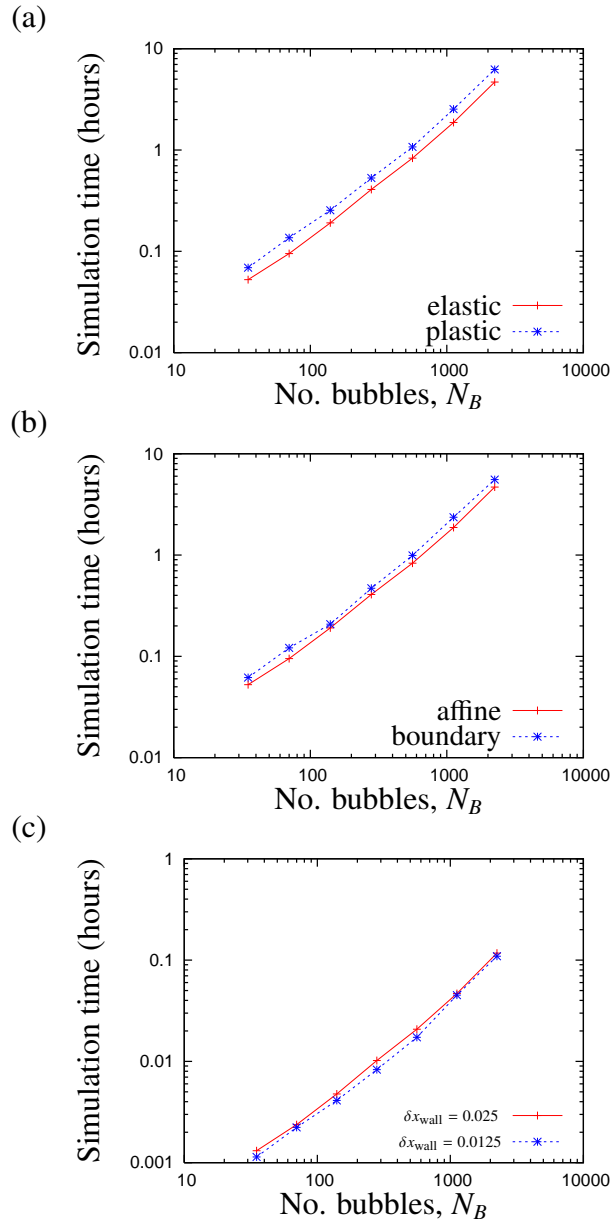 (a)
10
1
0.1
0.01
Simulation time (hours)
elastic
plastic
10 100 1000 10000
No. bubbles, N_B
(b)
10
1
0.1
0.01
Simulation time (hours)
affine
boundary
10 100 1000 10000
No. bubbles, N_B
(c)
1
0.1
0.01
0.001
Simulation time (hours)
δx_wall = 0.025
δx_wall = 0.0125
10 100 1000 10000
No. bubbles, N_B